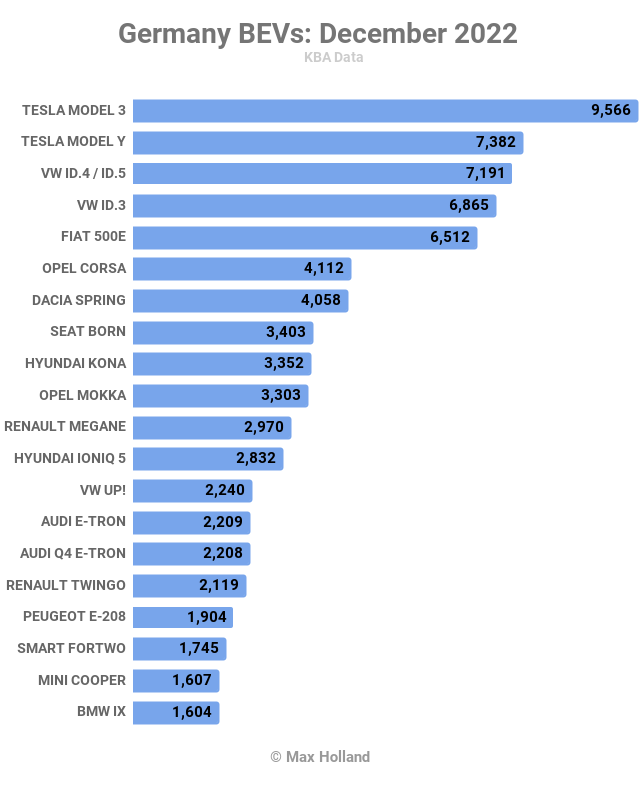 Germany BEVs: December 2022
KBA Data
TESLA MODEL 3 9,566
TESLA MODEL Y 7,382
VW ID.4 / ID.5 7,191
VW ID.3 6,865
FIAT 500E 6,512
OPEL CORSA 4,112
DACIA SPRING 4,058
SEAT BORN 3,403
HYUNDAI KONA 3,352
OPEL MOKKA 3,303
RENAULT MEGANE 2,970
HYUNDAI IONIQ 5 2,832
VW UP! 2,240
AUDI E-TRON 2,209
AUDI Q4 E-TRON 2,208
RENAULT TWINGO 2,119
PEUGEOT E-208 1,904
SMART FORTWO 1,745
MINI COOPER 1,607
BMW IX 1,604
© Max Holland